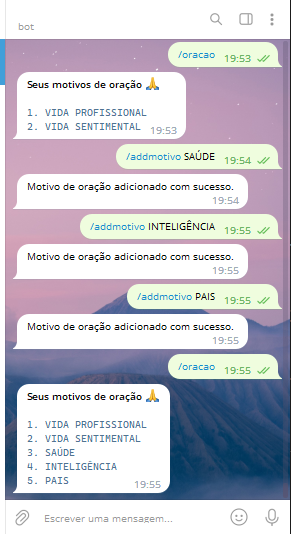 bot
/oracao 19:53
Seus motivos de oração 🙏
1. VIDA PROFISSIONAL
2. VIDA SENTIMENTAL 19:53
/addmotivo SAÚDE 19:54
Motivo de oração adicionado com sucesso.
19:54
/addmotivo INTELIGÊNCIA 19:55
Motivo de oração adicionado com sucesso.
19:55
/addmotivo PAIS 19:55
Motivo de oração adicionado com sucesso.
19:55
/oracao 19:55
Seus motivos de oração 🙏
1. VIDA PROFISSIONAL
2. VIDA SENTIMENTAL
3. SAÚDE
4. INTELIGÊNCIA
5. PAIS 19:55
Escrever uma mensagem...